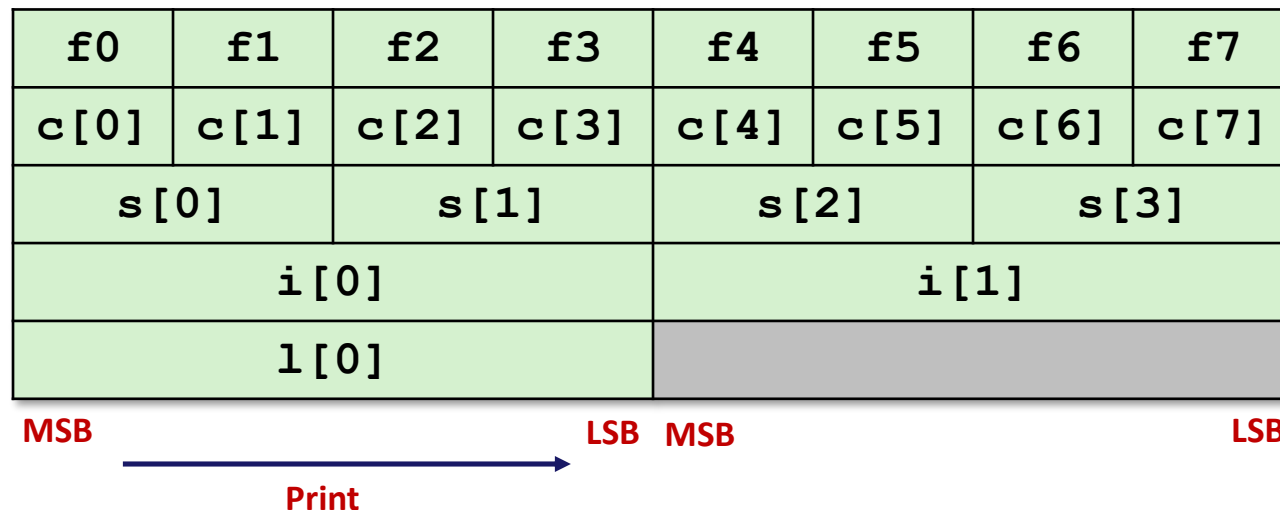 f0 f1 f2 f3 f4 f5 f6 f7
c[0] c[1] c[2] c[3] c[4] c[5] c[6] c[7]
s[0] s[1] s[2] s[3]
i[0] i[1]
l[0]
MSB LSB MSB LSB
Print